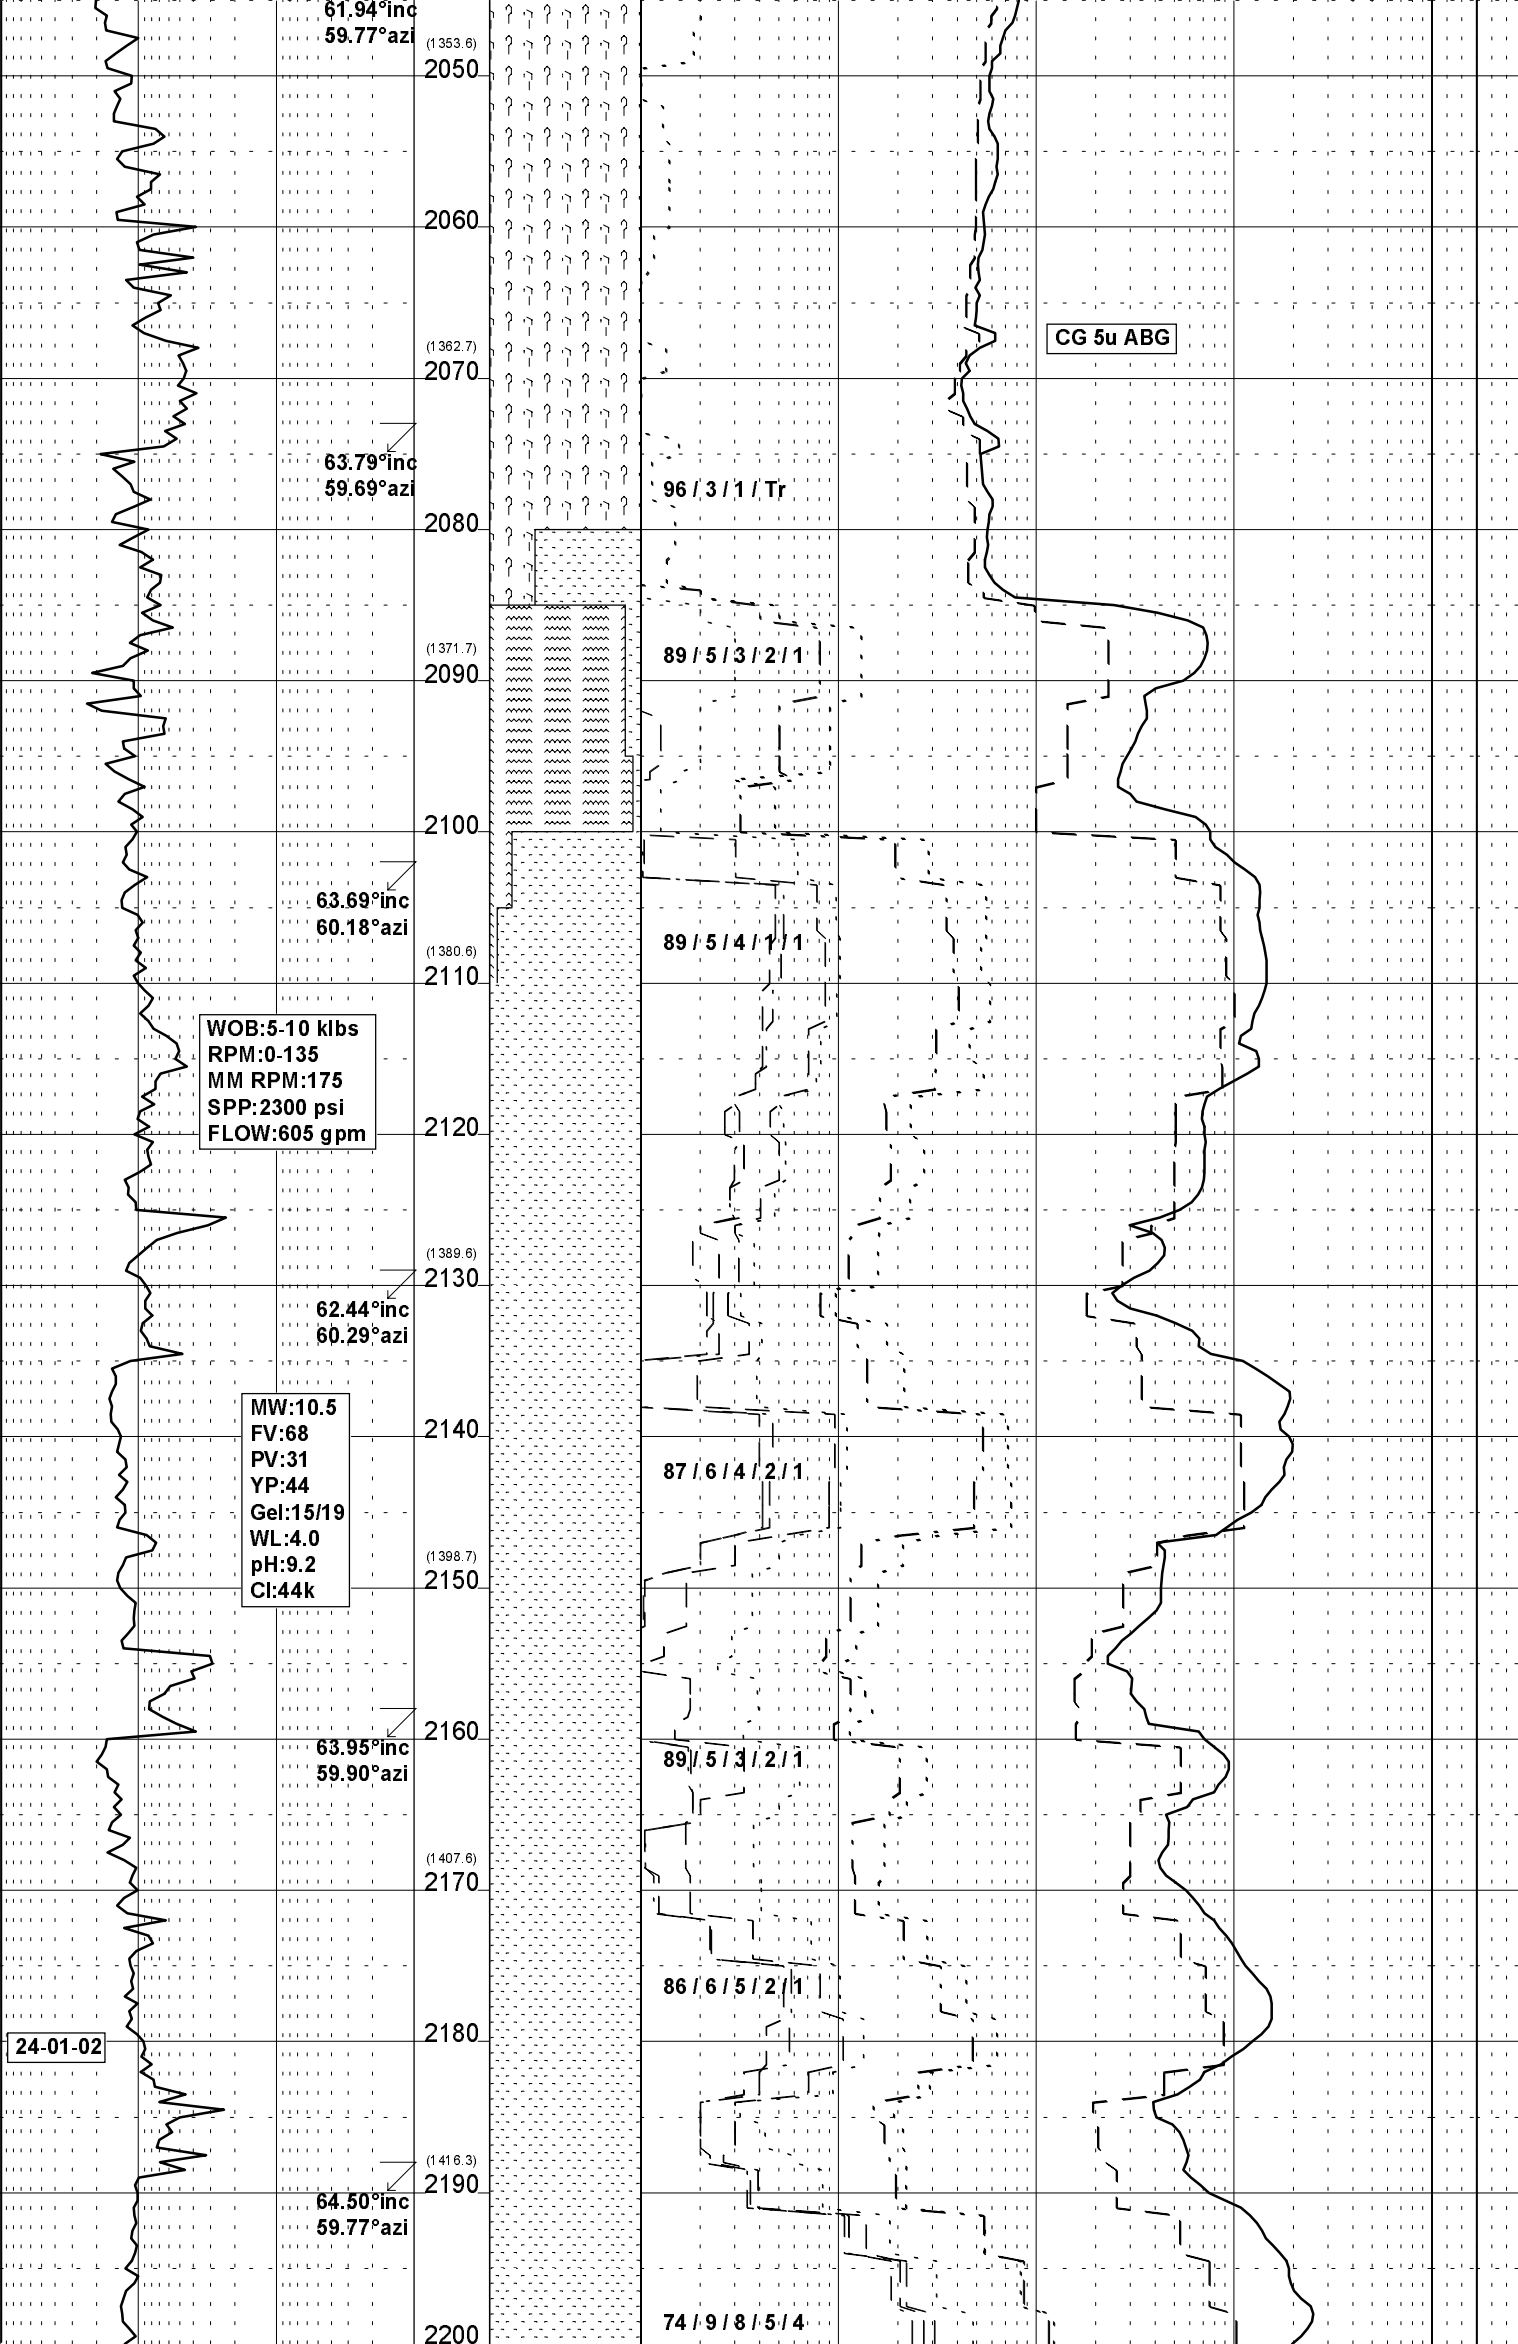 61.94°inc
59.77°azi
(1353.6)
2050
2060
CG 5u ABG
(1362.7)
2070
63.79°inc
59.69°azi
96 / 3 / 1 / Tr
2080
(1371.7)
89 / 5 / 3 / 2 / 1
2090
2100
63.69°inc
60.18°azi
89 / 5 / 4 / 1 / 1
(1380.6)
2110
WOB:5-10 klbs
RPM:0-135
MM RPM:175
SPP:2300 psi
FLOW:605 gpm
2120
(1389.6)
2130
62.44°inc
60.29°azi
MW:10.5
FV:68
PV:31
YP:44
Gel:15/19
WL:4.0
pH:9.2
Cl:44k
2140
87 / 6 / 4 / 2 / 1
(1398.7)
2150
2160
63.95°inc
59.90°azi
89 / 5 / 3 / 2 / 1
(1407.6)
2170
86 / 6 / 5 / 2 / 1
2180
24-01-02
(1416.3)
2190
64.50°inc
59.77°azi
74 / 9 / 8 / 5 / 4
2200